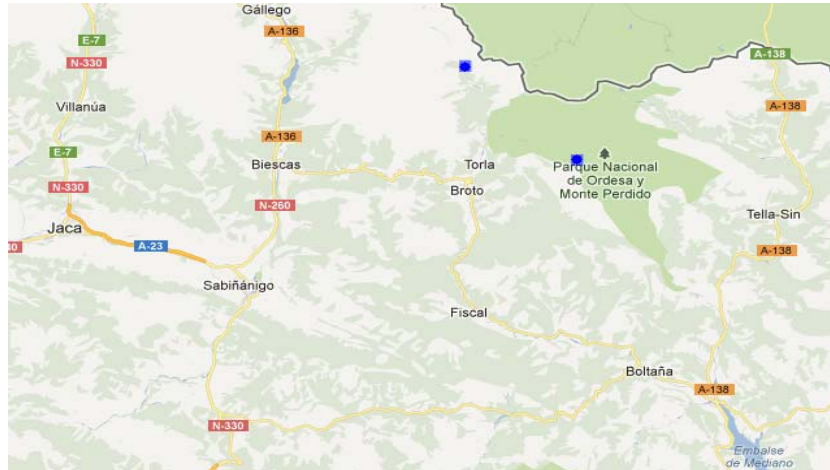 Gállego
A-136
E-7
N-330
A-138
Villanúa
A-138
A-136
E-7
Biescas
Torla
Parque Nacional
de Ordesa y
Monte Perdido
N-330
Broto
N-260
Tella-Sin
Jaca
A-23
A-138
Sabiñánigo
Fiscal
Boltaña
A-138
N-330
Embalse
de Mediano